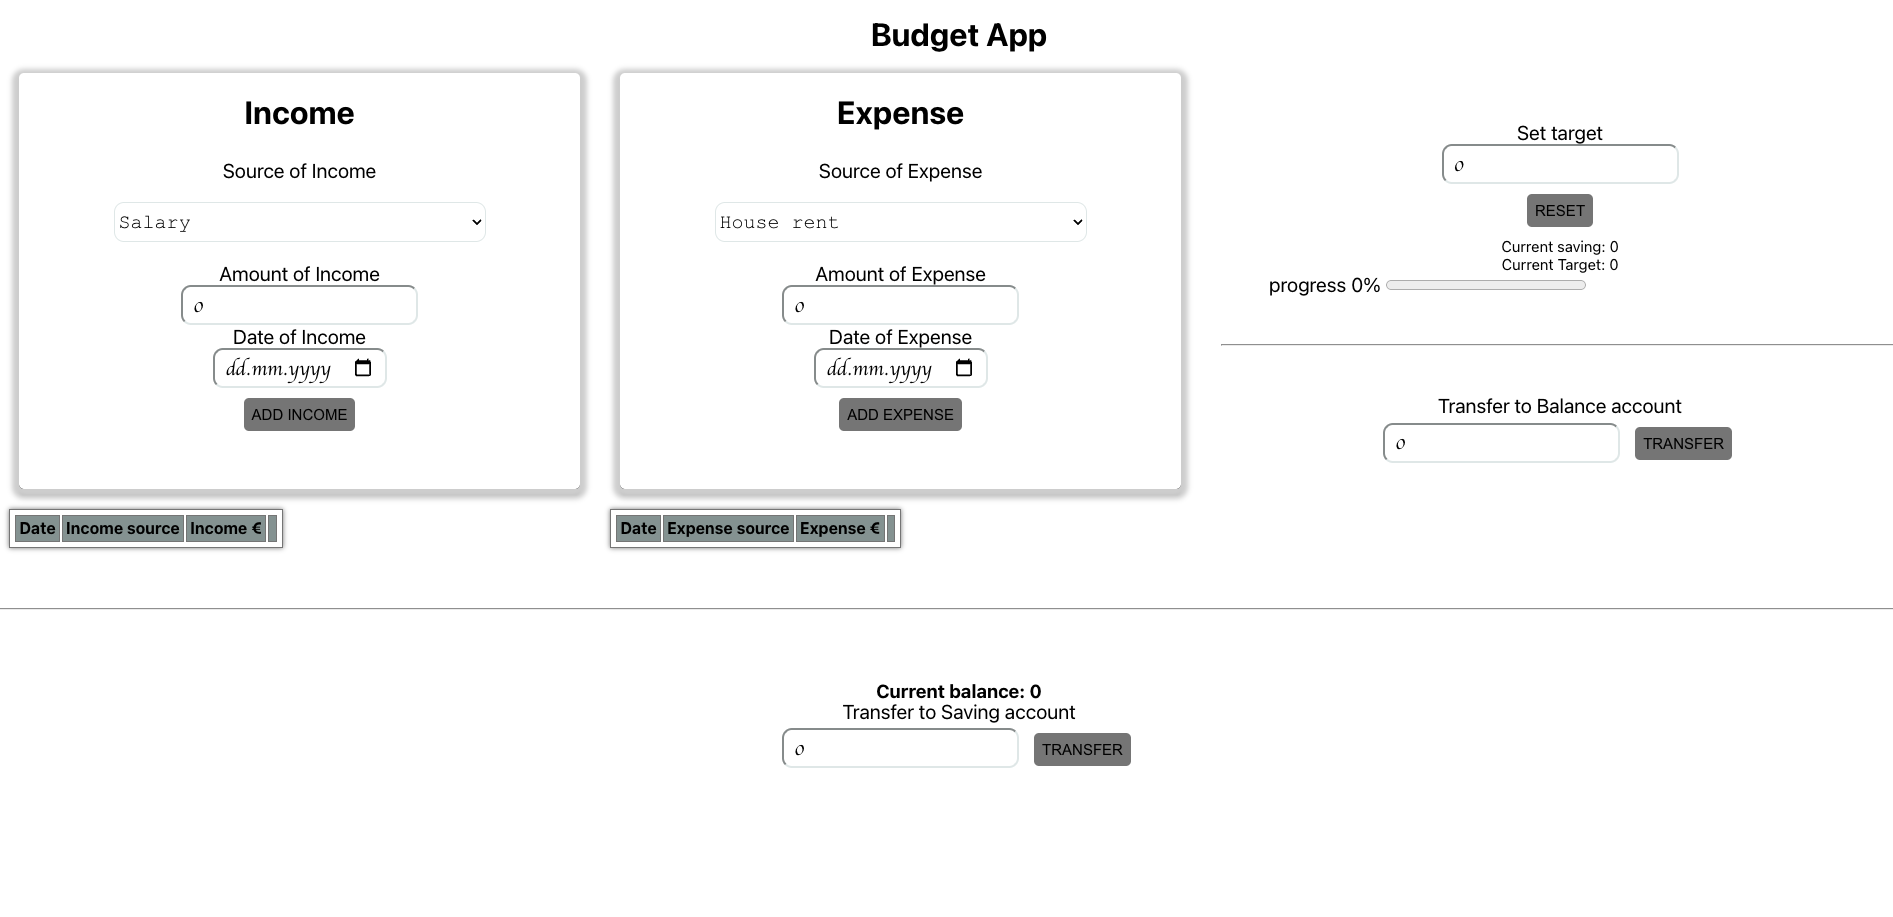 Budget App
Income
Source of Income
Salary
Amount of Income
0
Date of Income
dd.mm.yyyy
ADD INCOME
Date Income source Income €
Expense
Source of Expense
House rent
Amount of Expense
0
Date of Expense
dd.mm.yyyy
ADD EXPENSE
Date Expense source Expense €
Set target
0
RESET
Current saving: 0
Current Target: 0
progress 0%
Transfer to Balance account
0 TRANSFER
Current balance: 0
Transfer to Saving account
0 TRANSFER